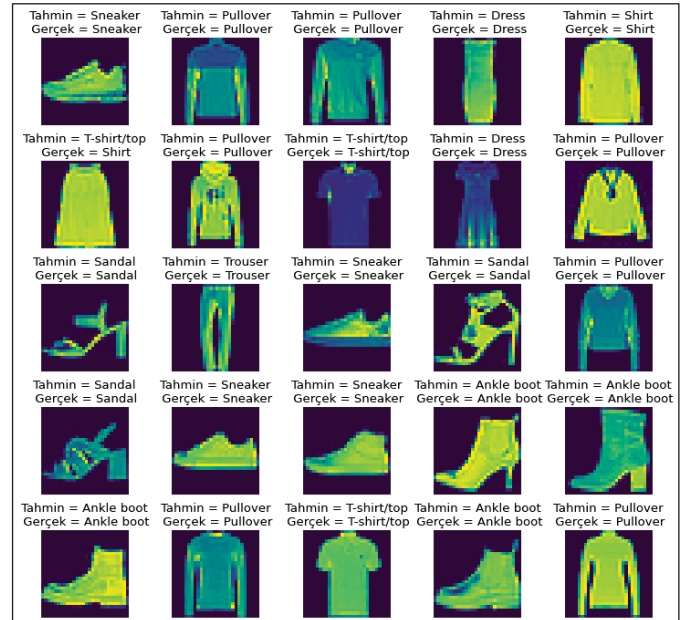 Tahmin = Sneaker
Gerçek = Sneaker
Tahmin = Pullover
Gerçek = Pullover
Tahmin = Pullover
Gerçek = Pullover
Tahmin = Dress
Gerçek = Dress
Tahmin = Shirt
Gerçek = Shirt
Tahmin = T-shirt/top
Gerçek = Shirt
Tahmin = Pullover
Gerçek = Pullover
Tahmin = T-shirt/top
Gerçek = T-shirt/top
Tahmin = Dress
Gerçek = Dress
Tahmin = Pullover
Gerçek = Pullover
Tahmin = Sandal
Gerçek = Sandal
Tahmin = Trouser
Gerçek = Trouser
Tahmin = Sneaker
Gerçek = Sneaker
Tahmin = Sandal
Gerçek = Sandal
Tahmin = Pullover
Gerçek = Pullover
Tahmin = Sandal
Gerçek = Sandal
Tahmin = Sneaker
Gerçek = Sneaker
Tahmin = Sneaker
Gerçek = Sneaker
Tahmin = Ankle boot
Gerçek = Ankle boot
Tahmin = Ankle boot
Gerçek = Ankle boot
Tahmin = Ankle boot
Gerçek = Ankle boot
Tahmin = Pullover
Gerçek = Pullover
Tahmin = T-shirt/top
Gerçek = T-shirt/top
Tahmin = Ankle boot
Gerçek = Ankle boot
Tahmin = Pullover
Gerçek = Pullover